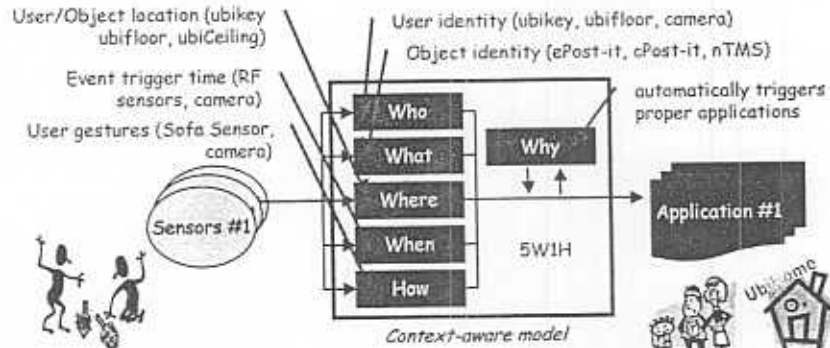 User/Object location (ubikey
ubifloor, ubiCeiling)
User identity (ubikey, ubifloor, camera)
Object identity (ePost-it, cPost-it, nTMS)
Event trigger time (RF
sensors, camera)
User gestures (Sofa Sensor,
camera)
automatically triggers
proper applications
Who
What
Where
When
How
Why
Sensors #1
5W1H
Application #1
Context-aware model
UbiHome